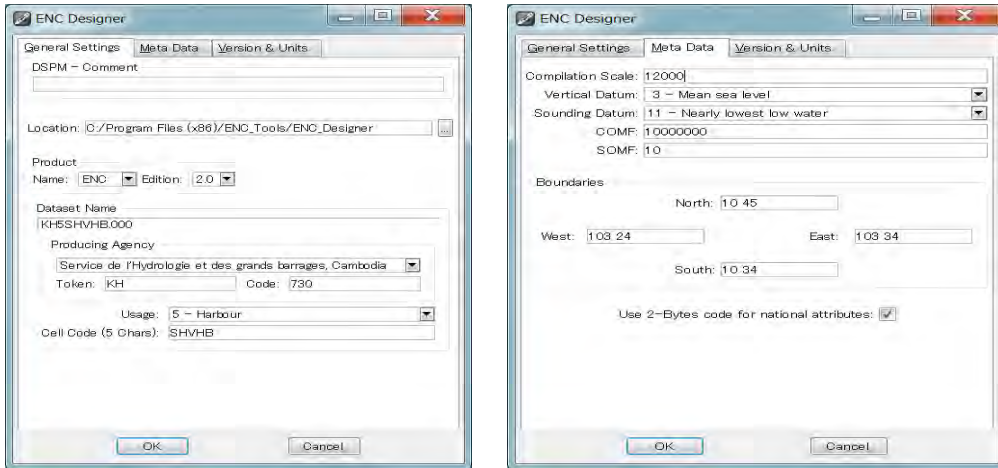 ENC Designer
General Settings Meta Data Version & Units
DSPM - Comment
Location: C:/Program Files (x86)/ENC_Tools/ENC_Designer ...
Product
Name: ENC Edition: 2.0
Dataset Name
KH5SHVHB.000
Producing Agency
Service de l'Hydrologie et des grands barrages, Cambodia
Token: KH Code: 730
Usage: 5 - Harbour
Cell Code (5 Chars): SHVHB
OK Cancel
ENC Designer
General Settings Meta Data Version & Units
Compilation Scale: 12000
Vertical Datum: 3 - Mean sea level
Sounding Datum: 11 - Nearly lowest low water
COMF: 10000000
SOMF: 10
Boundaries
North: 10 45
West: 103 24 East: 103 34
South: 10 34
Use 2-Bytes code for national attributes:
OK Cancel